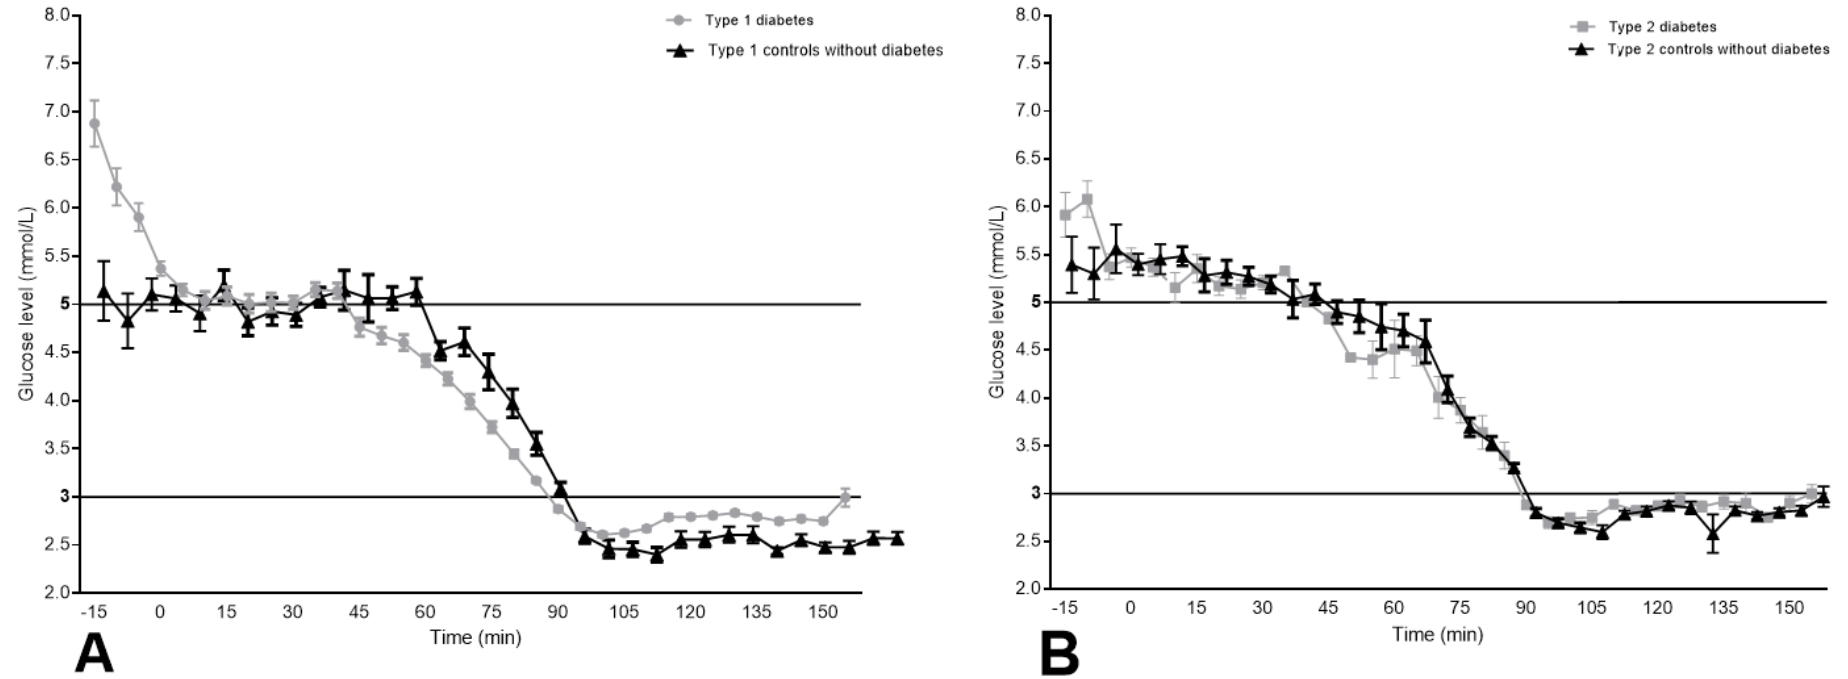 8.0
7.5
7.0
6.5
6.0
5.5
5
4.5
4.0
3.5
3
2.5
2.0
Glucose level (mmol/L)
-15 0 15 30 45 60 75 90 105 120 135 150
Time (min)
Type 1 diabetes
Type 1 controls without diabetes
A
8.0
7.5
7.0
6.5
6.0
5.5
5
4.5
4.0
3.5
3
2.5
2.0
Glucose level (mmol/L)
-15 0 15 30 45 60 75 90 105 120 135 150
Time (min)
Type 2 diabetes
Type 2 controls without diabetes
B